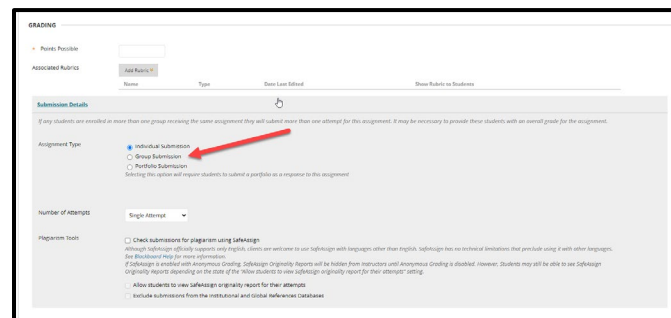 GRADING
Points Possible
Associated Rubrics
Add Rubric
Name Type Date Last Edited Show Rubric to Students
Submission Details
If any students are enrolled in more than one group receiving the same assignment they will submit more than one attempt for this assignment. It may be necessary to provide these students with an overall grade for the assignment.
Assignment Type
Individual Submission
Group Submission
Portfolio Submission
Selecting this option will require students to submit a portfolio as a response to this assignment
Number of Attempts
Single Attempt
Plagiarism Tools
Check submissions for plagiarism using SafeAssign
Although SafeAssign officially supports only English, clients are welcome to use SafeAssign with languages other than English. SafeAssign has no technical limitations that preclude using it with other languages.
See Blackboard Help for more information.
If SafeAssign is enabled with Anonymous Grading, SafeAssign Originality Reports will be hidden from instructors until Anonymous Grading is disabled. However, Students may still be able to see SafeAssign
Originality Reports depending on the state of the "Allow students to view SafeAssign originality report for their attempts" setting.
Allow students to view SafeAssign originality report for their attempts
Include submissions from the Institutional and Global References Databases